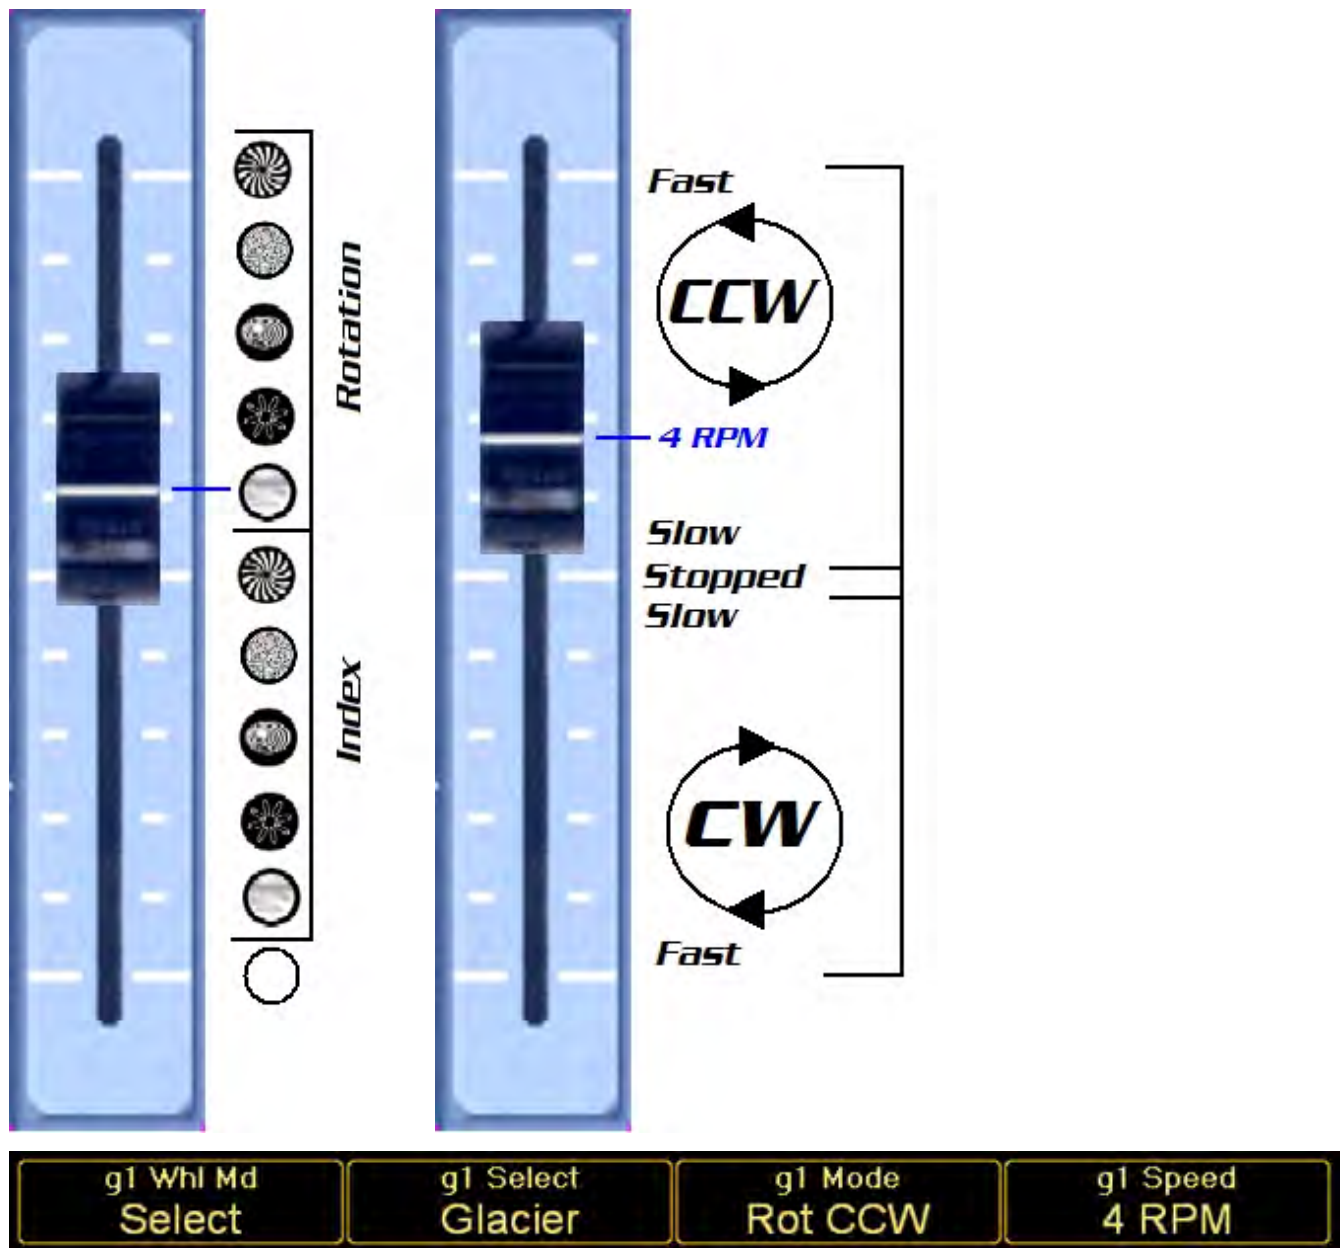 Rotation
Index
Fast
CCW
4 RPM
Slow
Stopped
Slow
CW
Fast
g1 Whl Md
Select
g1 Select
Glacier
g1 Mode
Rot CCW
g1 Speed
4 RPM